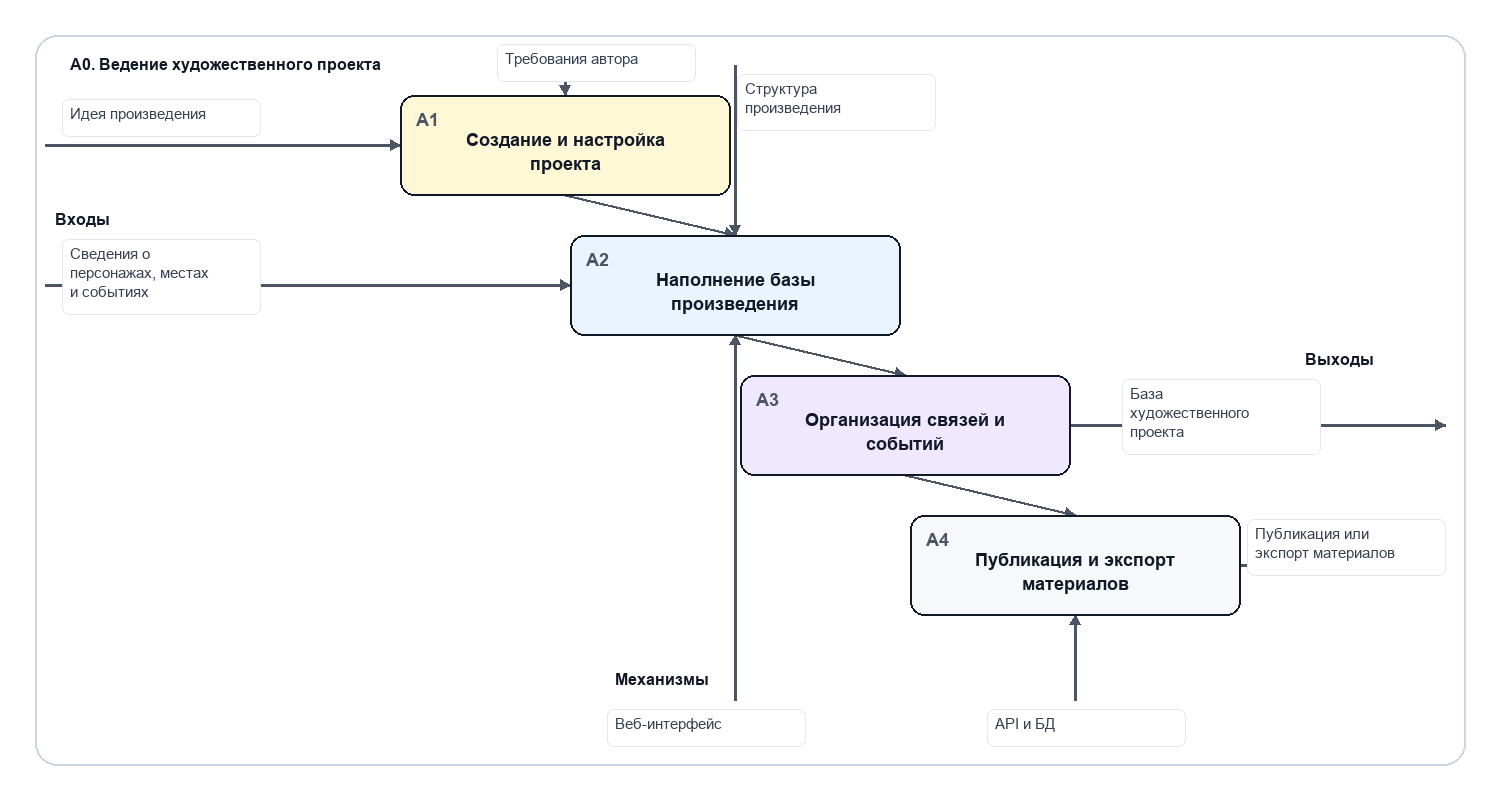 А0. Ведение художественного проекта
Требования автора
Структура
произведения
Идея произведения
А1
Создание и настройка
проекта
Входы
Сведения о
персонажах, местах
и событиях
А2
Наполнение базы
произведения
Выходы
А3
Организация связей и
событий
База
художественного
проекта
А4
Публикация и экспорт
материалов
Публикация или
экспорт материалов
Механизмы
Веб-интерфейс
API и БД